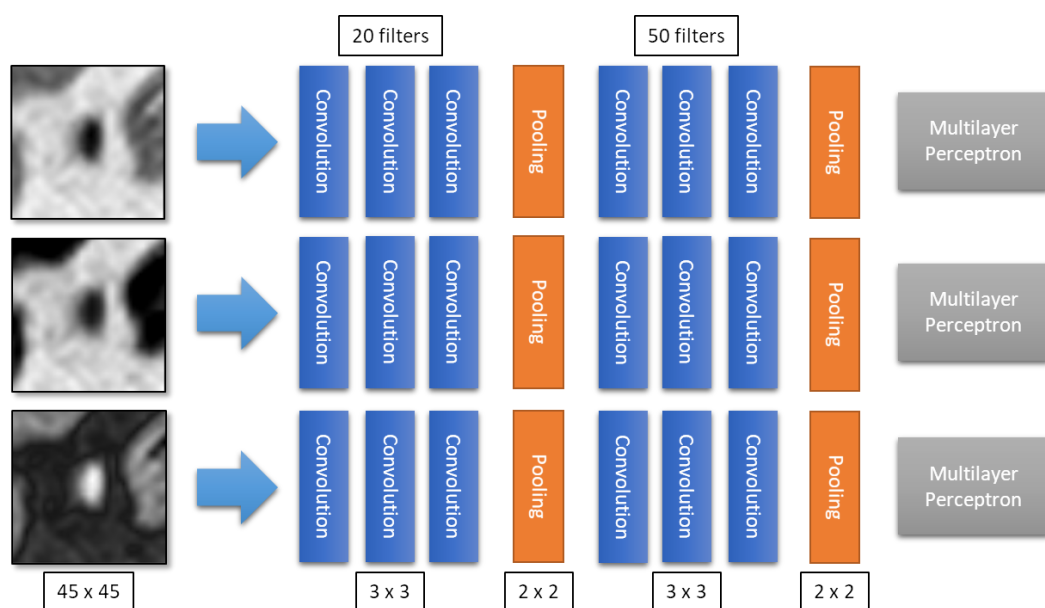 20 filters
50 filters
Convolution
Convolution
Convolution
Pooling
Convolution
Convolution
Convolution
Pooling
Multilayer
Perceptron
Convolution
Convolution
Convolution
Pooling
Convolution
Convolution
Convolution
Pooling
Multilayer
Perceptron
Convolution
Convolution
Convolution
Pooling
Convolution
Convolution
Convolution
Pooling
Multilayer
Perceptron
45 x 45
3 x 3
2 x 2
3 x 3
2 x 2